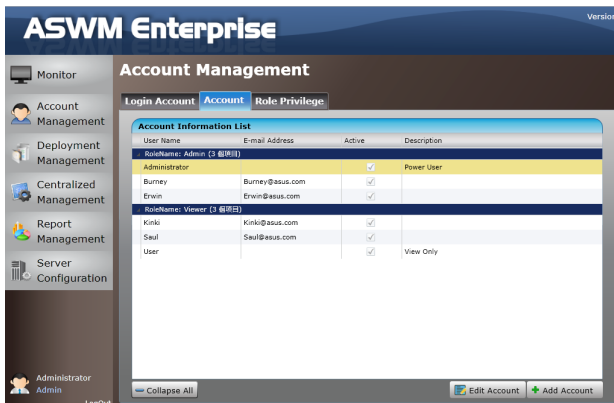 Version
ASWM Enterprise
Monitor
Account Management
Deployment Management
Centralized Management
Report Management
Server Configuration
Administrator
Admin
LogOut
Account Management
Login Account Account Role Privilege
Account Information List
User Name E-mail Address Active Description
RoleName: Admin (3 個項目)
Administrator Power User
Burney Burney@asus.com
Erwin Erwin@asus.com
RoleName: Viewer (3 個項目)
Kinki Kinki@asus.com
Saul Saul@asus.com
User View Only
Collapse All Edit Account Add Account